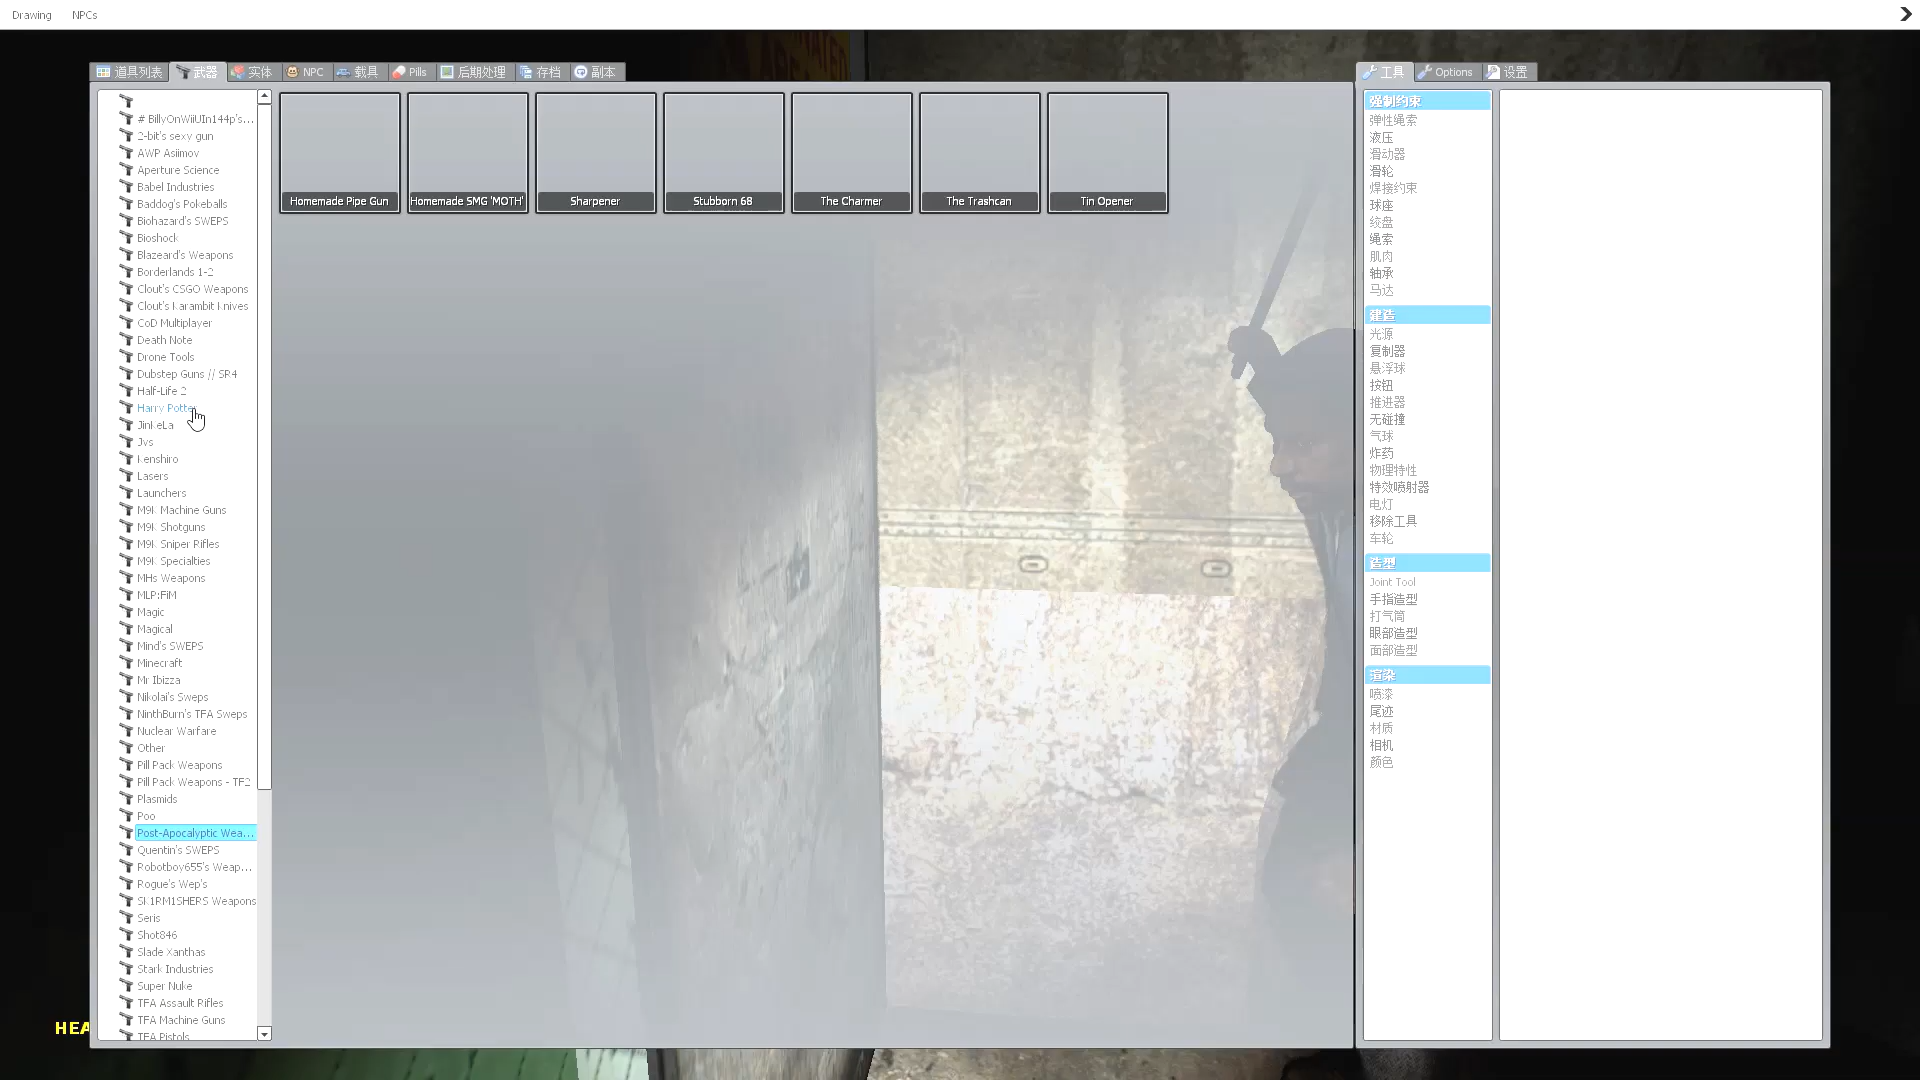 Drawing NPCs
道具列表 武器 实体 NPC 载具 Pills 后期处理 存档 副本
工具 Options 设置
# BillyOnWiiUIn144p's...
2-bit's sexy gun
AWP Asiimov
Aperture Science
Babel Industries
Baddog's Pokeballs
Biohazard's SWEPS
Bioshock
Blazeard's Weapons
Borderlands 1-2
Clout's CSGO Weapons
Clout's Karambit Knives
CoD Multiplayer
Death Note
Drone Tools
Dubstep Guns // SR4
Half-Life 2
Harry Potter
JinKeLa
Jvs
Kenshiro
Lasers
Launchers
M9K Machine Guns
M9K Shotguns
M9K Sniper Rifles
M9K Specialties
MHs Weapons
MLP:FiM
Magic
Magical
Mind's SWEPS
Minecraft
Mr Ibizza
Nikolai's Sweps
NinthBurn's TFA Sweps
Nuclear Warfare
Other
Pill Pack Weapons
Pill Pack Weapons - TF2
Plasmids
Poo
Post-Apocalyptic Wea...
Quentin's SWEPS
Robotboy655's Weap...
Rogue's Wep's
SK1RM1SHERS Weapons
Seris
Shot846
Slade Xanthas
Stark Industries
Super Nuke
TFA Assault Rifles
TFA Machine Guns
TFA Pistols
Homemade Pipe Gun
Homemade SMG 'MOTH'
Sharpener
Stubborn 68
The Charmer
The Trashcan
Tin Opener
强制约束
弹性绳索
液压
滑动器
滑轮
焊接约束
球座
绞盘
绳索
肌肉
轴承
马达
建造
光源
复制器
悬浮球
按钮
推进器
无碰撞
气球
炸药
物理特性
特效喷射器
电灯
移除工具
车轮
造型
Joint Tool
手指造型
打气筒
眼部造型
面部造型
渲染
喷漆
尾迹
材质
相机
颜色
HEA